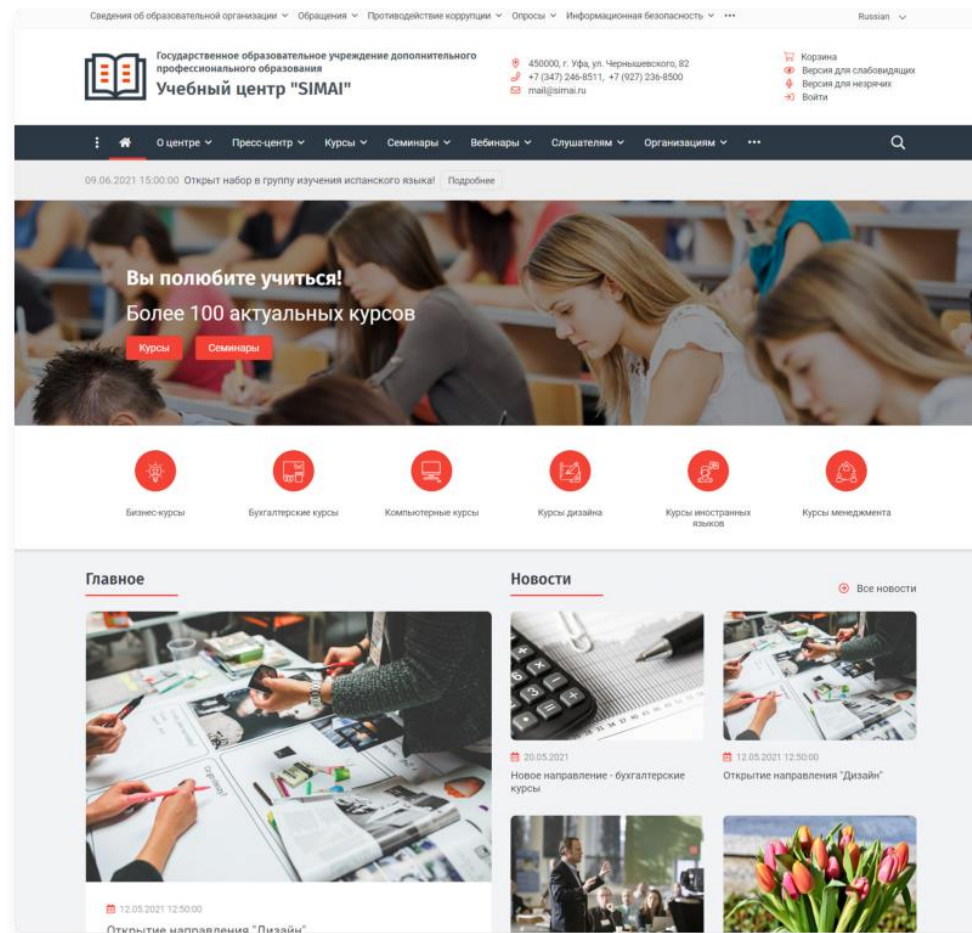 Сведения об образовательной организации Обращения Противодействие коррупции Опросы Информационная безопасность ••• Russian
Государственное образовательное учреждение дополнительного
профессионального образования
Учебный центр "SIMAI"
450000, г. Уфа, ул. Чернышевского, 82
+7 (347) 246-8511, +7 (927) 236-8500
mail@simai.ru
Корзина
Версия для слабовидящих
Версия для незрячих
Войти
О центре Пресс-центр Курсы Семинары Вебинары Слушателям Организациям •••
09.06.2021 15:00:00 Открыт набор в группу изучения испанского языка! Подробнее
Вы полюбите учиться!
Более 100 актуальных курсов
Курсы Семинары
Бизнес-курсы
Бухгалтерские курсы
Компьютерные курсы
Курсы дизайна
Курсы иностранных
языков
Курсы менеджмента
Главное
12.05.2021 12:50:00
Открытие направления "Дизайн"
Новости
Все новости
20.05.2021
Новое направление - бухгалтерские
курсы
12.05.2021 12:50:00
Открытие направления "Дизайн"